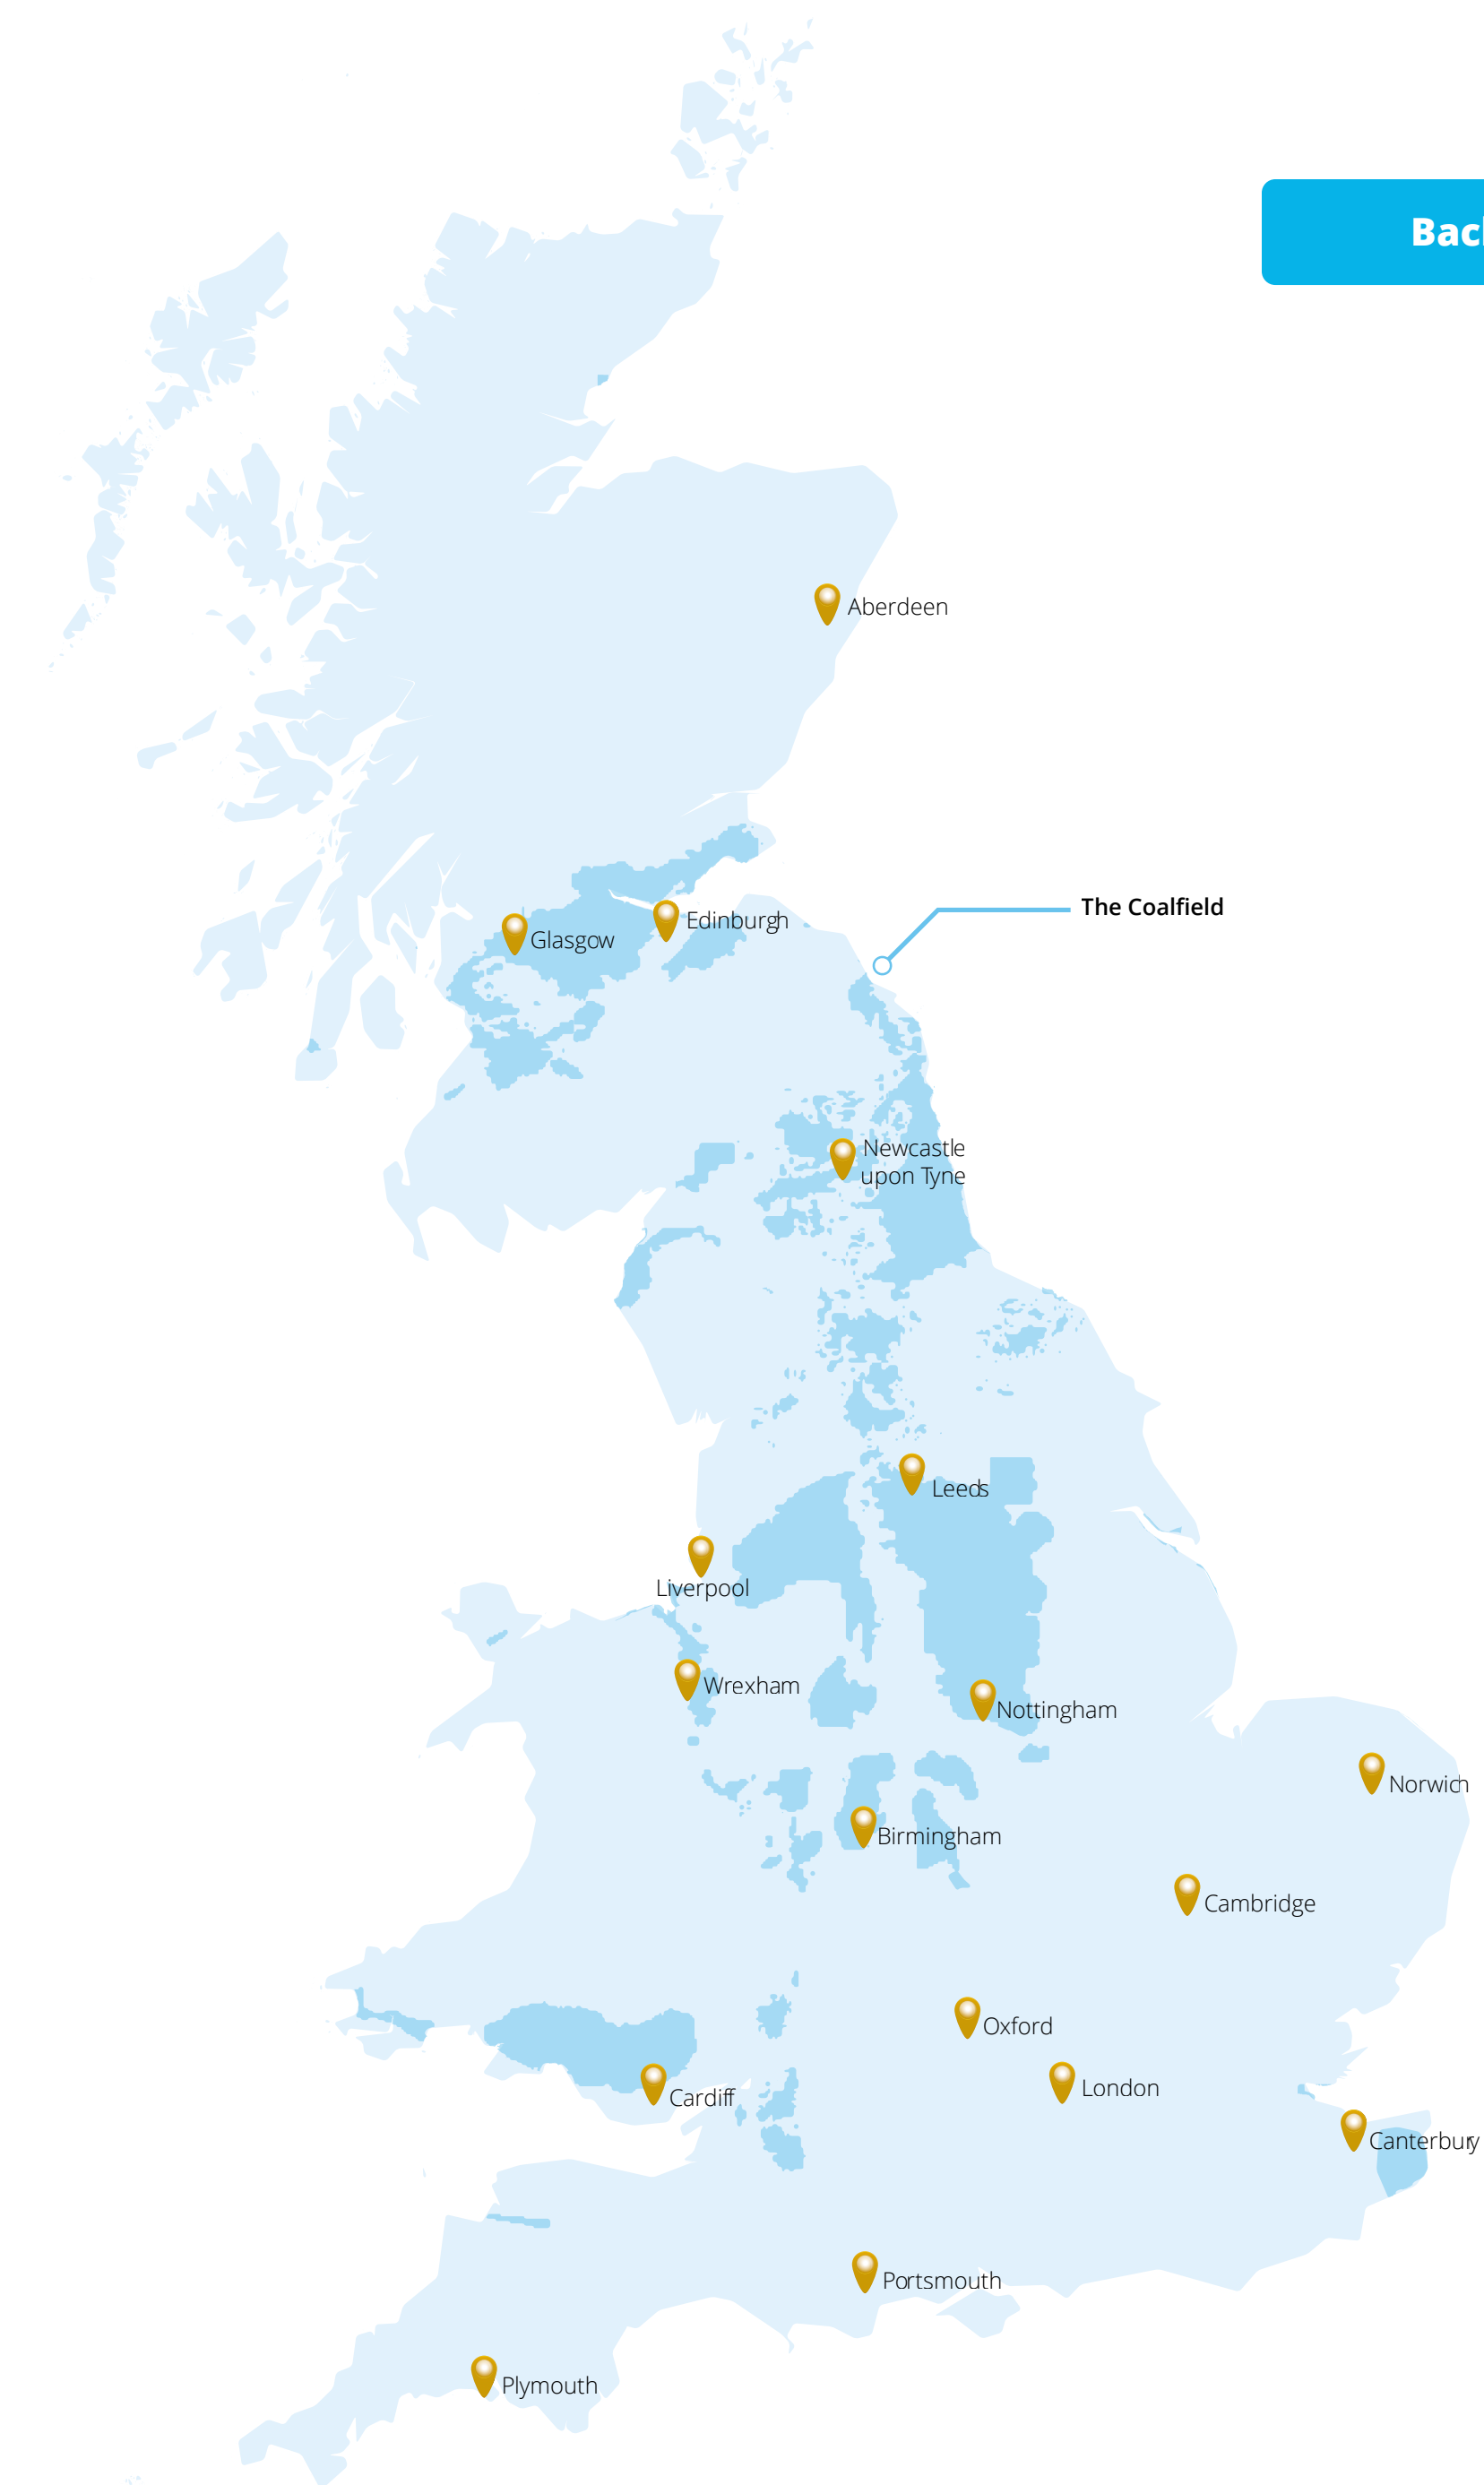 Aberdeen
The Coalfield
Edinburgh
Glasgow
Newcastle
upon Tyne
Leeds
Liverpool
Wrexham
Nottingham
Norwich
Birmingham
Cambridge
Oxford
London
Cardiff
Canterbury
Portsmouth
Plymouth